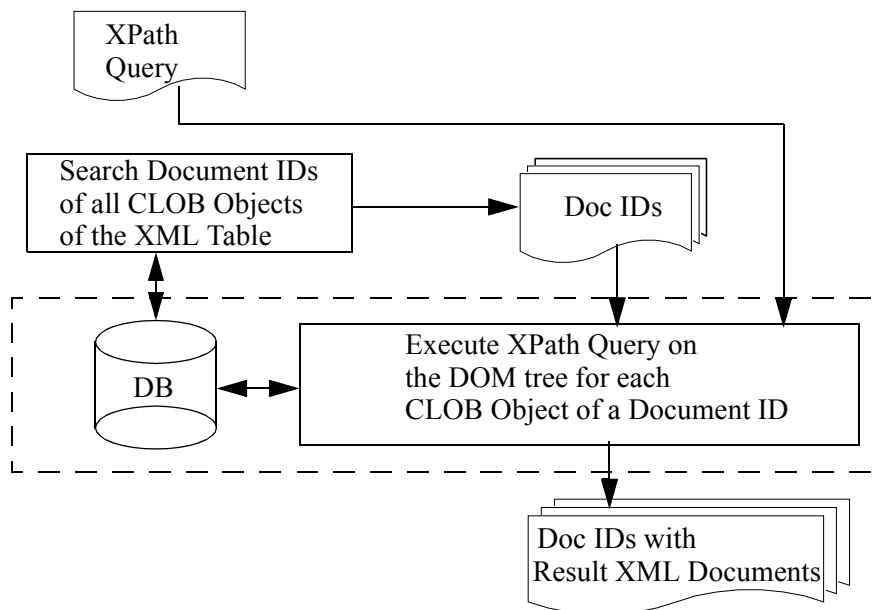 XPath
Query
Search Document IDs
of all CLOB Objects
of the XML Table
Doc IDs
DB
Execute XPath Query on
the DOM tree for each
CLOB Object of a Document ID
Doc IDs with
Result XML Documents